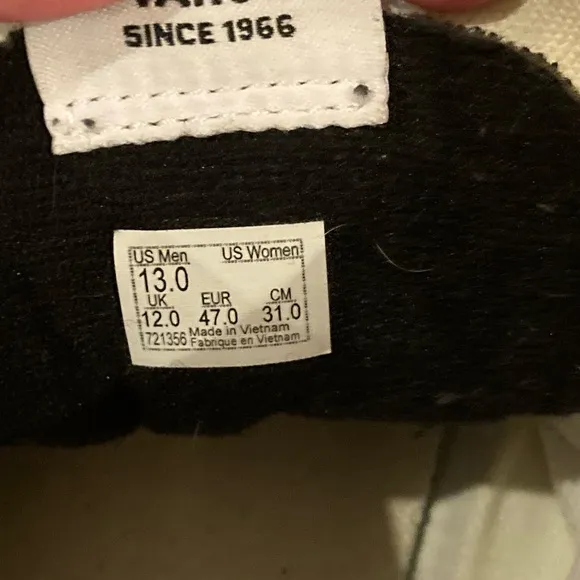 SINCE 1966
US Men US Women
13.0
UK EUR CM
12.0 47.0 31.0
721356 Made in Vietnam
Fabrique en Vietnam